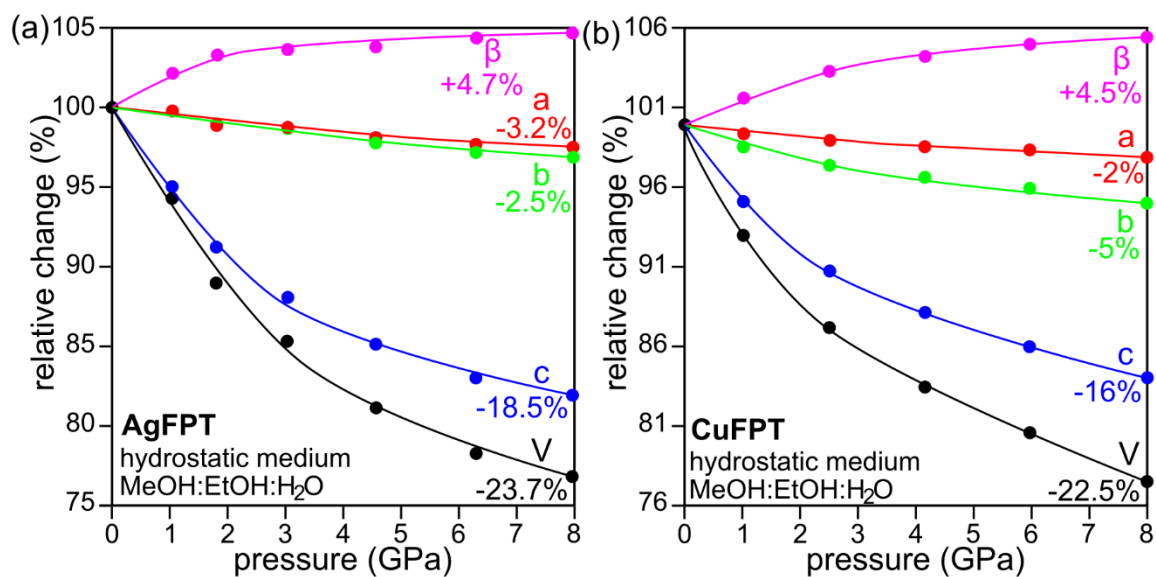 (a)
105
100
95
90
85
80
75
relative change (%)
β
+4.7%
a
-3.2%
b
-2.5%
c
-18.5%
V
-23.7%
AgFPT
hydrostatic medium
MeOH:EtOH:H₂O
0 1 2 3 4 5 6 7 8
pressure (GPa)
(b)
106
101
96
91
86
81
76
relative change (%)
β
+4.5%
a
-2%
b
-5%
c
-16%
V
-22.5%
CuFPT
hydrostatic medium
MeOH:EtOH:H₂O
0 1 2 3 4 5 6 7 8
pressure (GPa)